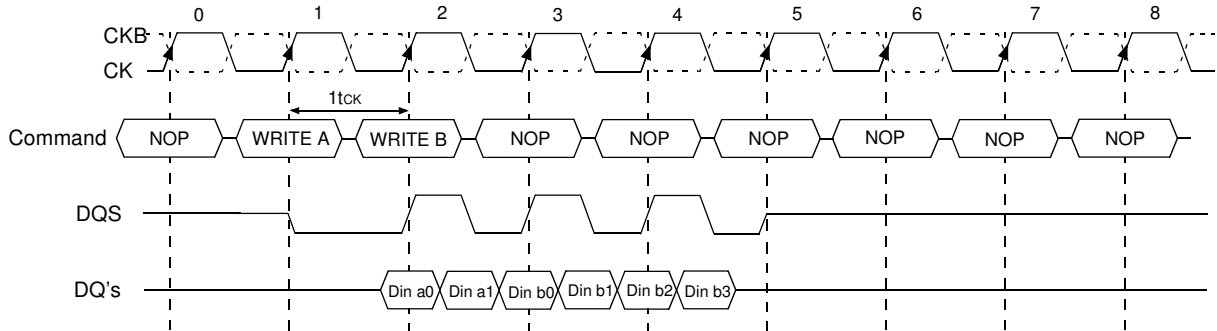 0 1 2 3 4 5 6 7 8
CKB
CK
1tCK
Command NOP WRITE A WRITE B NOP NOP NOP NOP NOP NOP
DQS
DQ's Din a0 Din a1 Din b0 Din b1 Din b2 Din b3